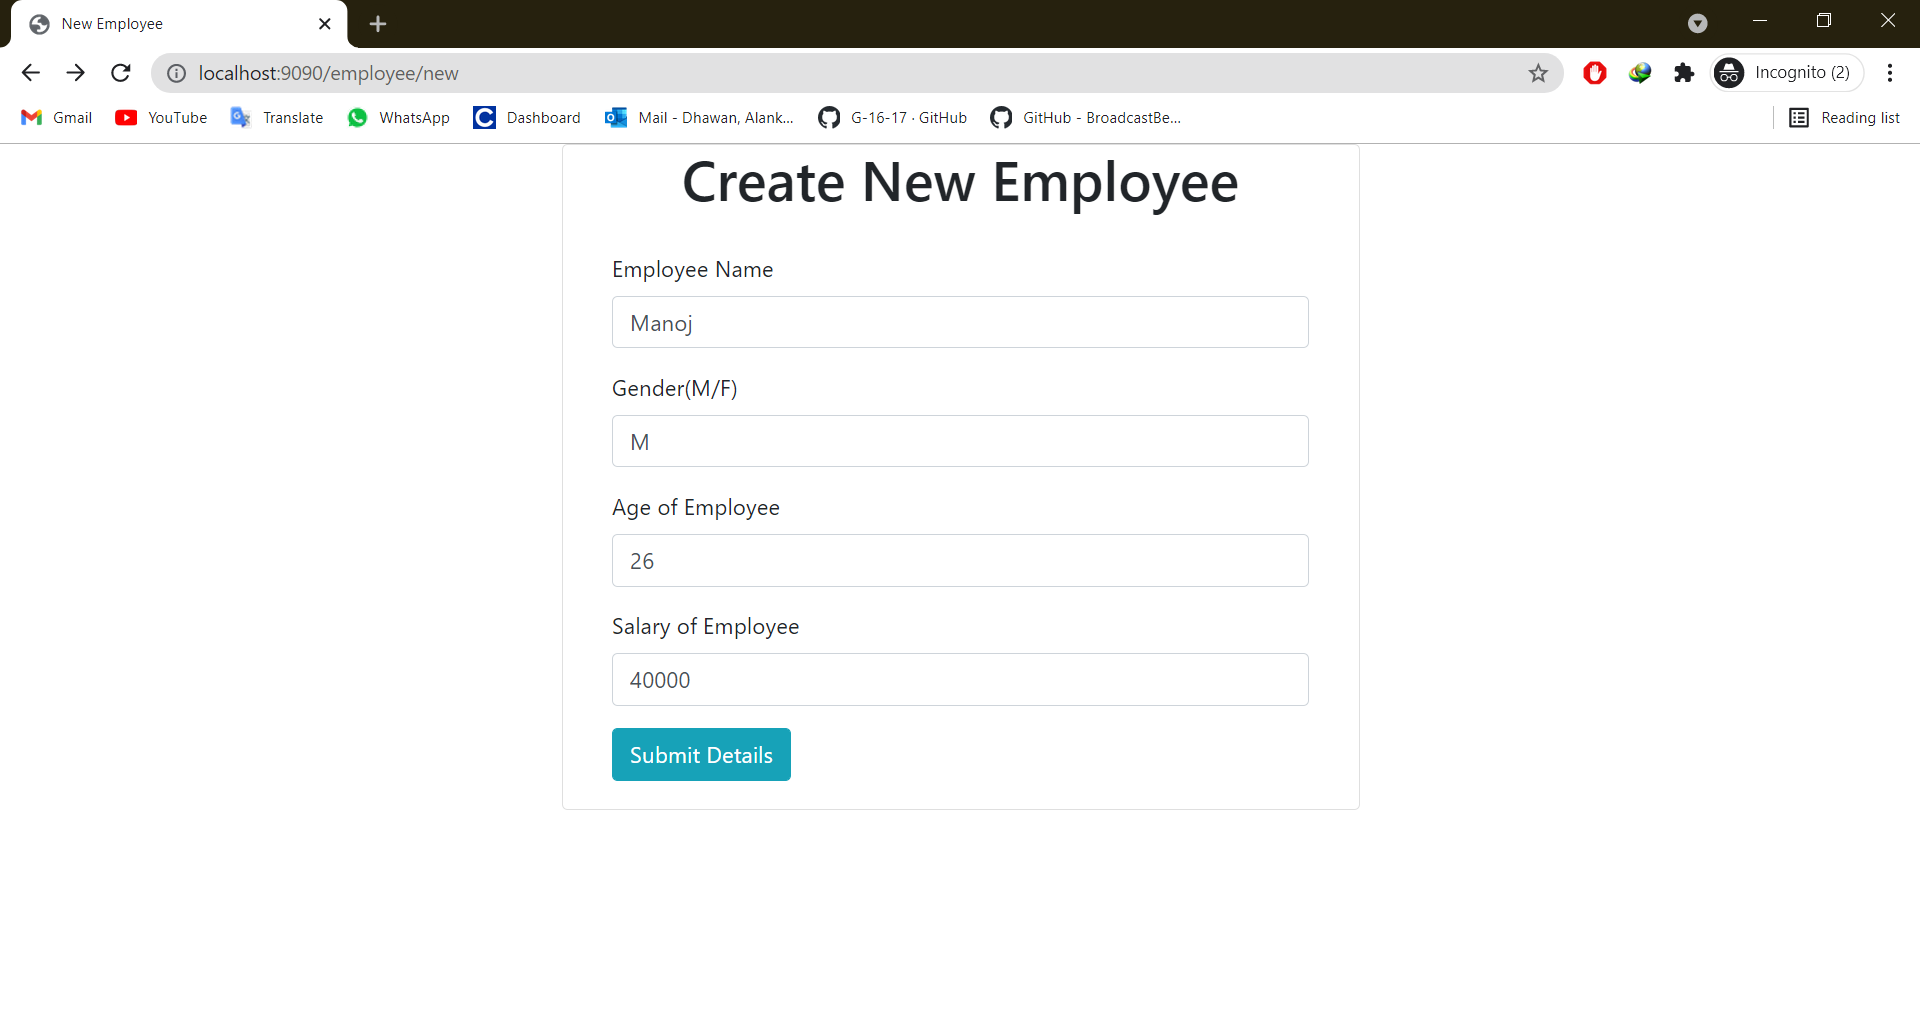 New Employee
localhost:9090/employee/new
Incognito (2)
Gmail YouTube Translate WhatsApp Dashboard Mail - Dhawan, Alank... G-16-17 · GitHub GitHub - BroadcastBe... Reading list
Create New Employee
Employee Name
Manoj
Gender(M/F)
M
Age of Employee
26
Salary of Employee
40000
Submit Details